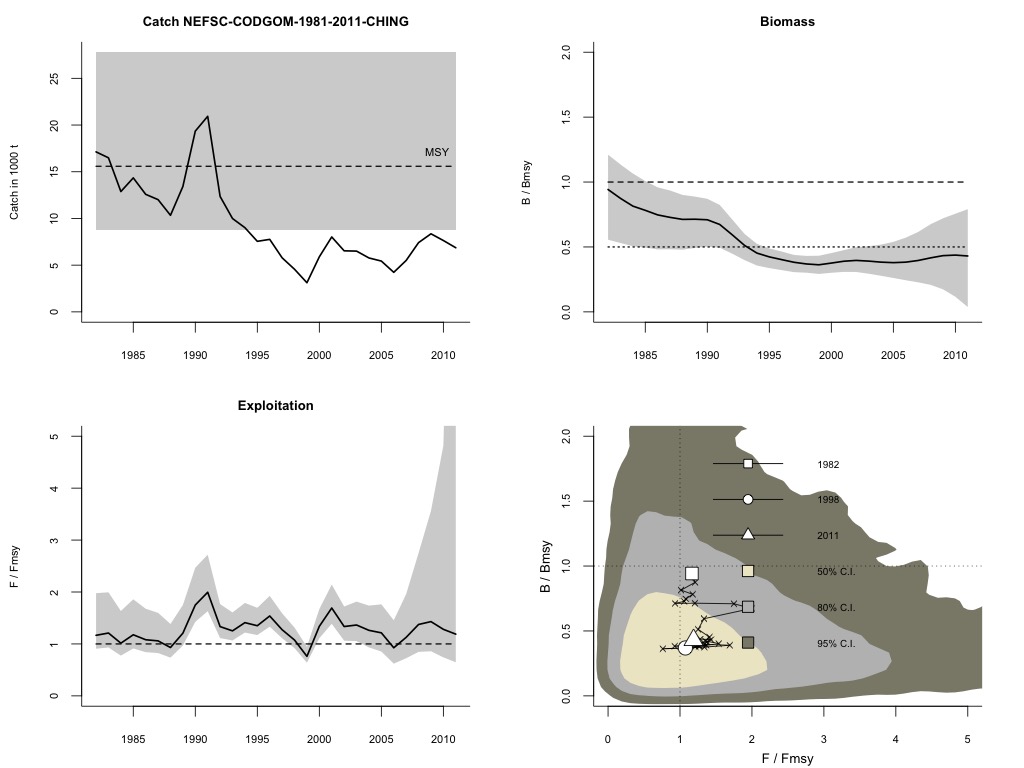 Catch NEFSC-CODGOM-1981-2011-CHING
Catch in 1000 t
0 5 10 15 20 25
MSY
1985 1990 1995 2000 2005 2010
Biomass
B / Bmsy
0.0 0.5 1.0 1.5 2.0
1985 1990 1995 2000 2005 2010
Exploitation
F / Fmsy
0 1 2 3 4 5
1985 1990 1995 2000 2005 2010
B / Bmsy
0.0 0.5 1.0 1.5 2.0
1982
1998
2011
50% C.I.
80% C.I.
95% C.I.
0 1 2 3 4 5
F / Fmsy